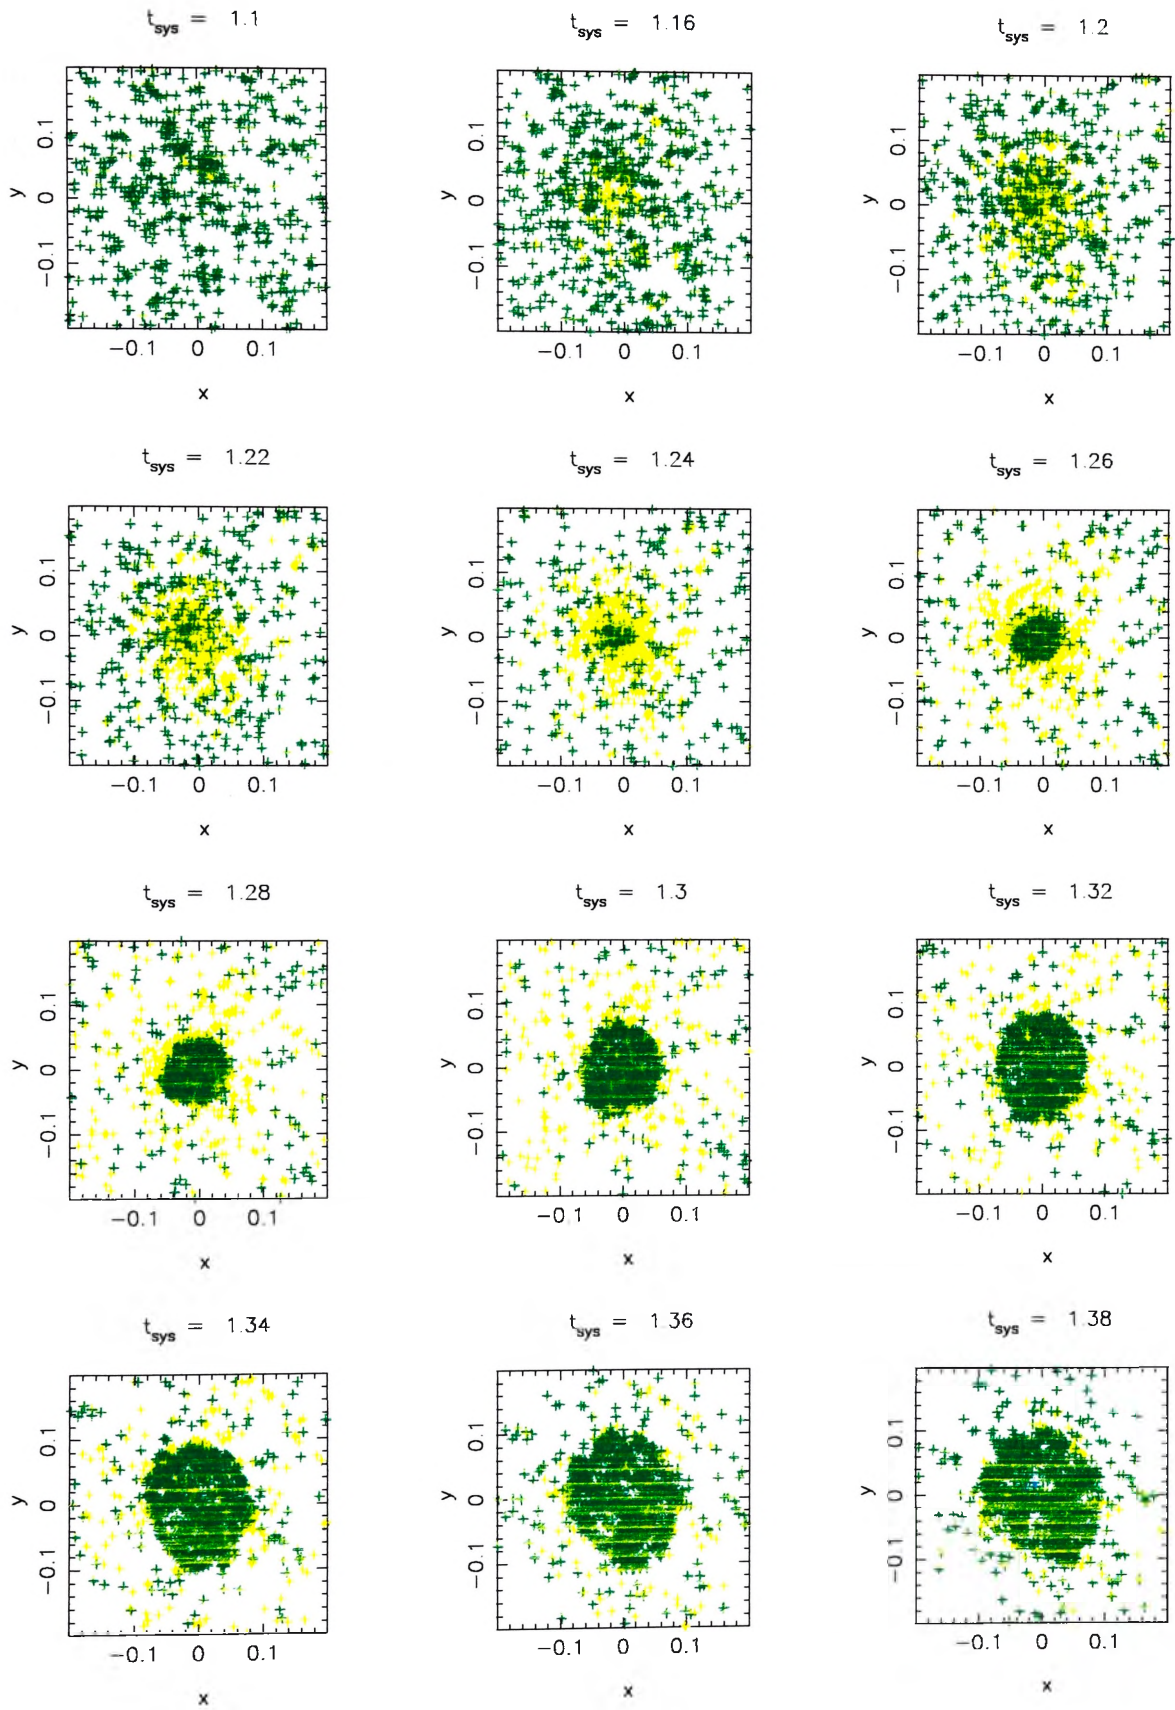 t_sys = 1.1
t_sys = 1.16
t_sys = 1.2
y
0.1
0
−0.1
−0.1 0 0.1
x
y
0.1
0
−0.1
−0.1 0 0.1
x
y
0.1
0
−0.1
−0.1 0 0.1
x
t_sys = 1.22
t_sys = 1.24
t_sys = 1.26
y
0.1
0
−0.1
−0.1 0 0.1
x
y
0.1
0
−0.1
−0.1 0 0.1
x
y
0.1
0
−0.1
−0.1 0 0.1
x
t_sys = 1.28
t_sys = 1.3
t_sys = 1.32
y
0.1
0
−0.1
−0.1 0 0.1
x
y
0.1
0
−0.1
−0.1 0 0.1
x
y
0.1
0
−0.1
−0.1 0 0.1
x
t_sys = 1.34
t_sys = 1.36
t_sys = 1.38
y
0.1
0
−0.1
−0.1 0 0.1
x
y
0.1
0
−0.1
−0.1 0 0.1
x
y
0.1
0
−0.1
−0.1 0 0.1
x